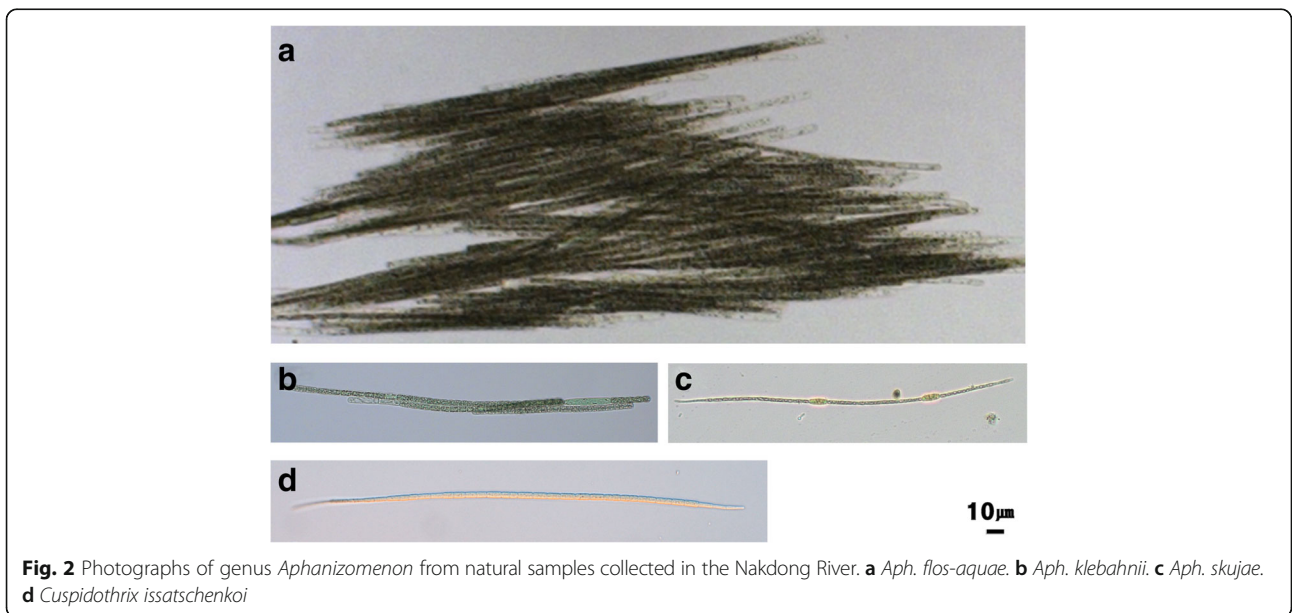 a
b
c
d
10μm
Fig. 2 Photographs of genus Aphanizomenon from natural samples collected in the Nakdong River. a Aph. flos-aquae. b Aph. klebahnii. c Aph. skujae.
d Cuspidothrix issatschenkoi